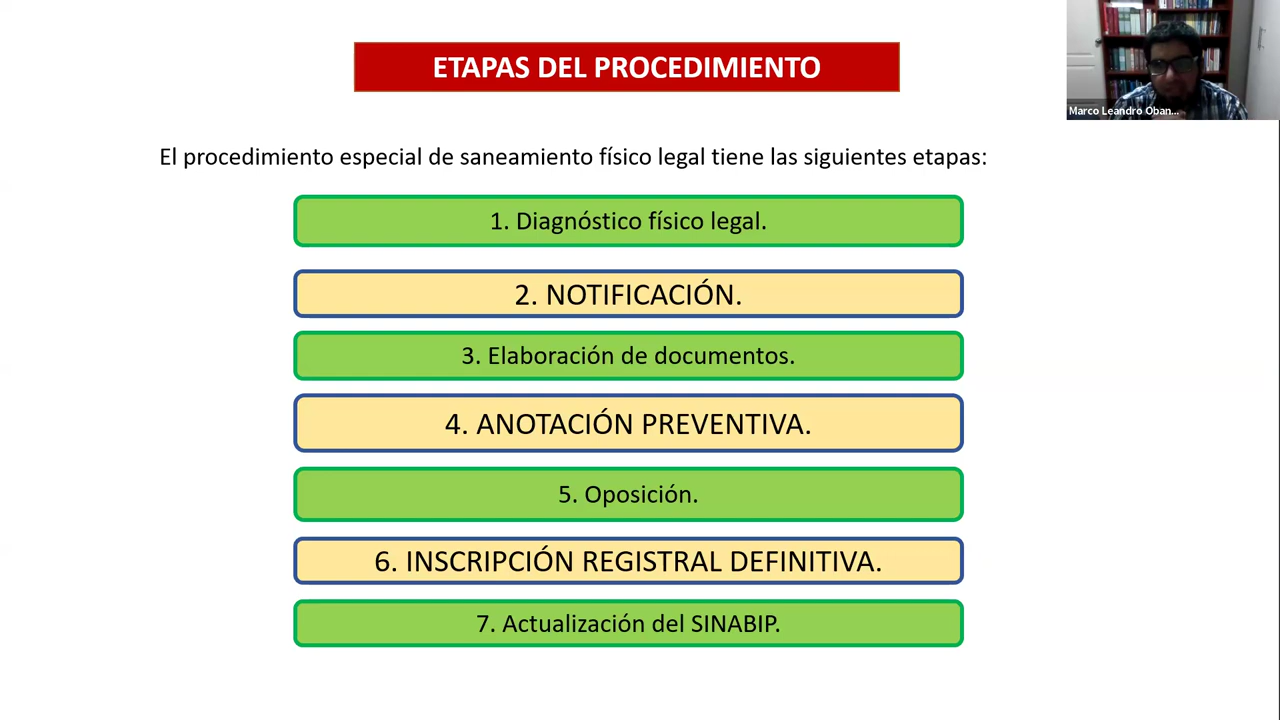 ETAPAS DEL PROCEDIMIENTO
Marco Leandro Oban...
El procedimiento especial de saneamiento físico legal tiene las siguientes etapas:
1. Diagnóstico físico legal.
2. NOTIFICACIÓN.
3. Elaboración de documentos.
4. ANOTACIÓN PREVENTIVA.
5. Oposición.
6. INSCRIPCIÓN REGISTRAL DEFINITIVA.
7. Actualización del SINABIP.